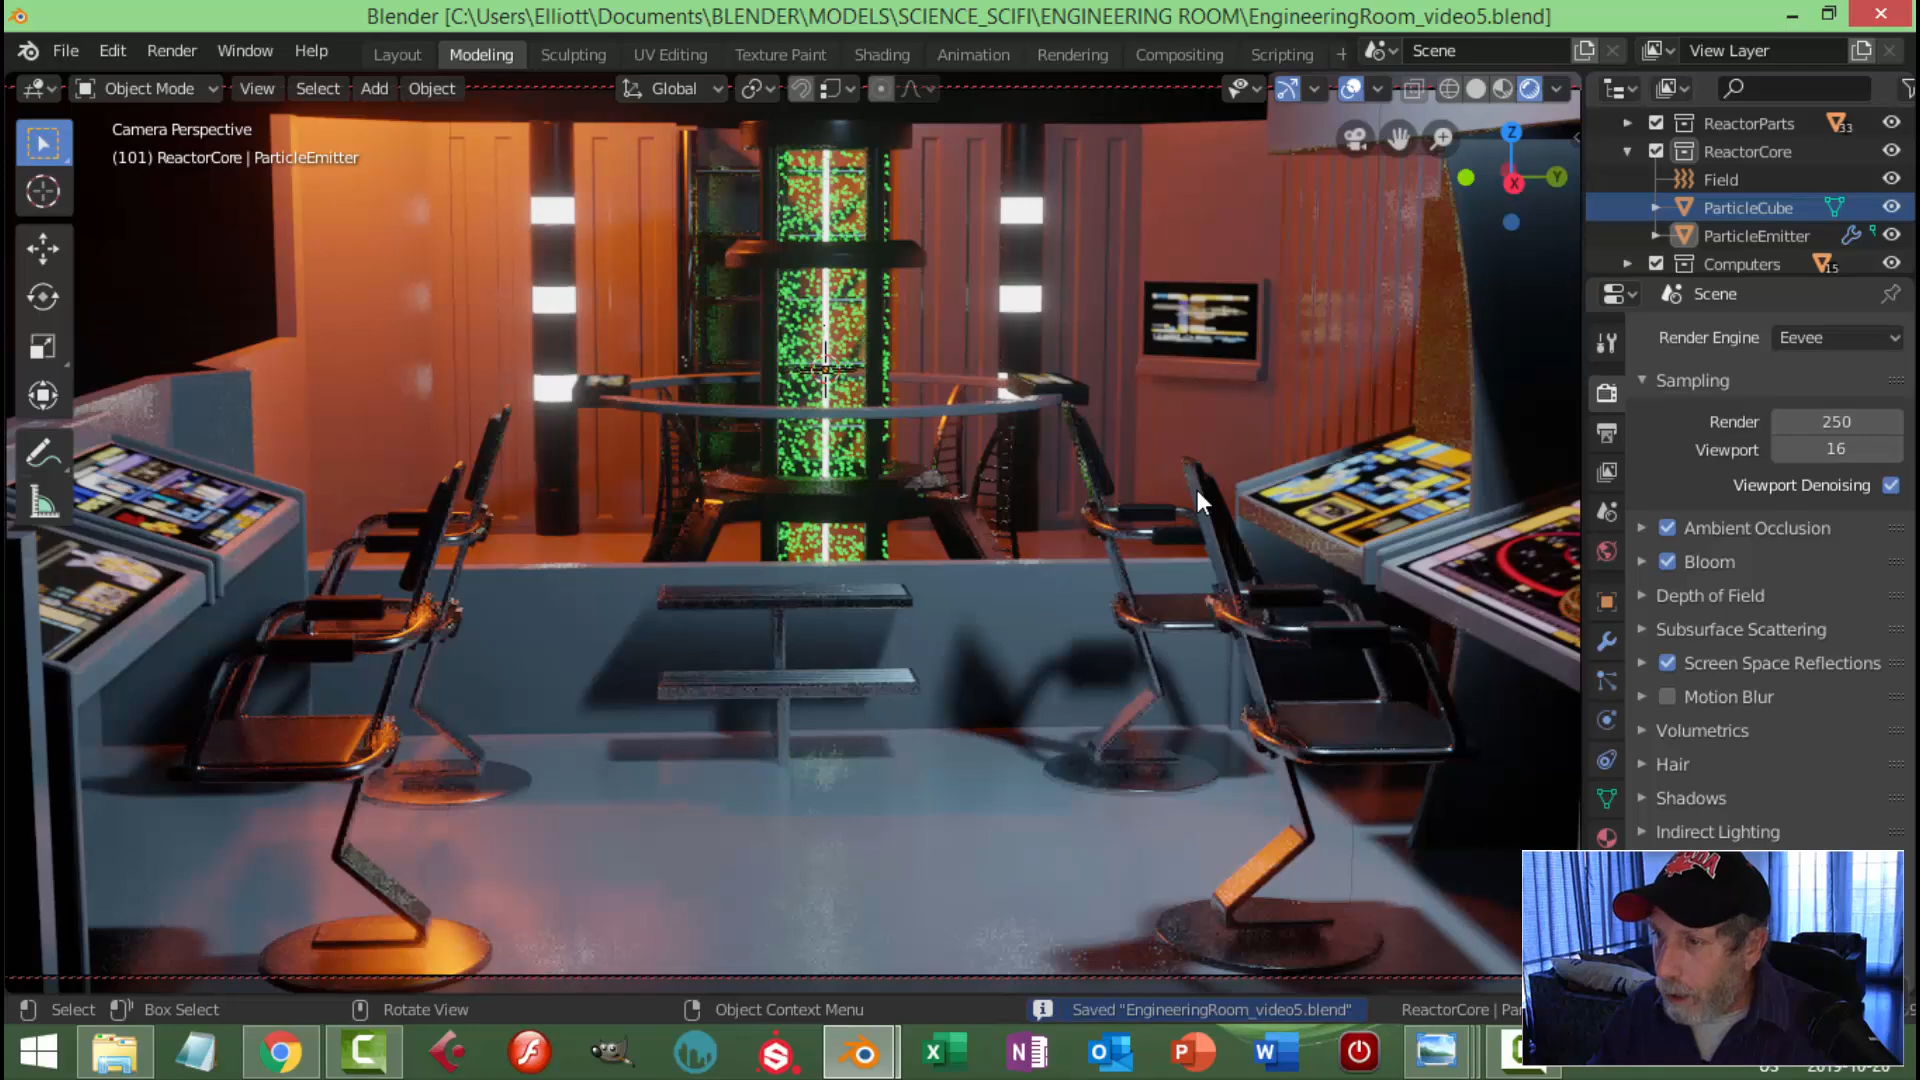 Blender [C:\Users\Elliott\Documents\BLENDER\MODELS\SCIENCE_SCIFI\ENGINEERING ROOM\EngineeringRoom_video5.blend]
File Edit Render Window Help
Layout Modeling Sculpting UV Editing Texture Paint Shading Animation Rendering Compositing Scripting +
Scene
View Layer
Object Mode View Select Add Object
Global
Camera Perspective
(101) ReactorCore | ParticleEmitter
Z
Y
X
ReactorParts 33
ReactorCore
Field
ParticleCube
ParticleEmitter
Computers 15
Scene
Render Engine Eevee
Sampling
Render 250
Viewport 16
Viewport Denoising
Ambient Occlusion
Bloom
Depth of Field
Subsurface Scattering
Screen Space Reflections
Motion Blur
Volumetrics
Hair
Shadows
Indirect Lighting
Select Box Select Rotate View Object Context Menu Saved "EngineeringRoom_video5.blend" ReactorCore | Par